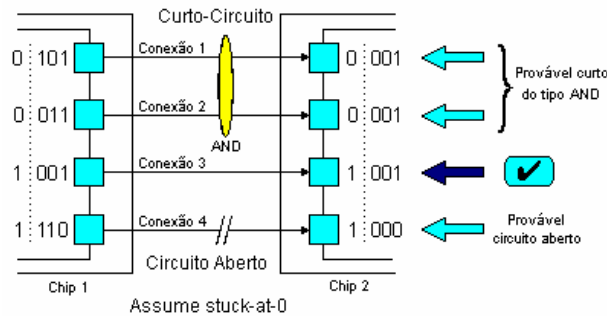 Curto-Circuito
0 101 Conexão 1 0 001
Provável curto
do tipo AND
0 011 Conexão 2 0 001
AND
1 001 Conexão 3 1 001
1 110 Conexão 4 1 000
Provável
circuito aberto
Circuito Aberto
Chip 1 Chip 2
Assume stuck-at-0